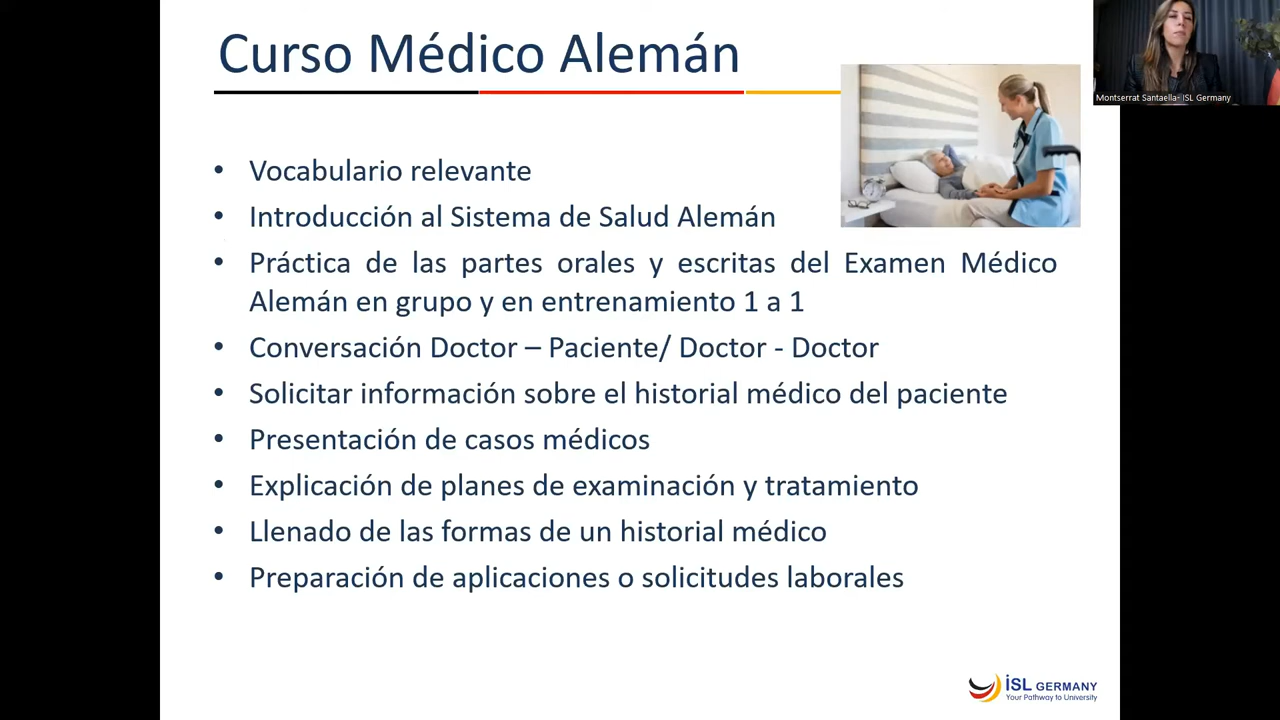 Curso Médico Alemán
Montserrat Santaella- ISL Germany
• Vocabulario relevante
• Introducción al Sistema de Salud Alemán
• Práctica de las partes orales y escritas del Examen Médico
Alemán en grupo y en entrenamiento 1 a 1
• Conversación Doctor – Paciente/ Doctor - Doctor
• Solicitar información sobre el historial médico del paciente
• Presentación de casos médicos
• Explicación de planes de examinación y tratamiento
• Llenado de las formas de un historial médico
• Preparación de aplicaciones o solicitudes laborales
iSL GERMANY
Your Pathway to University